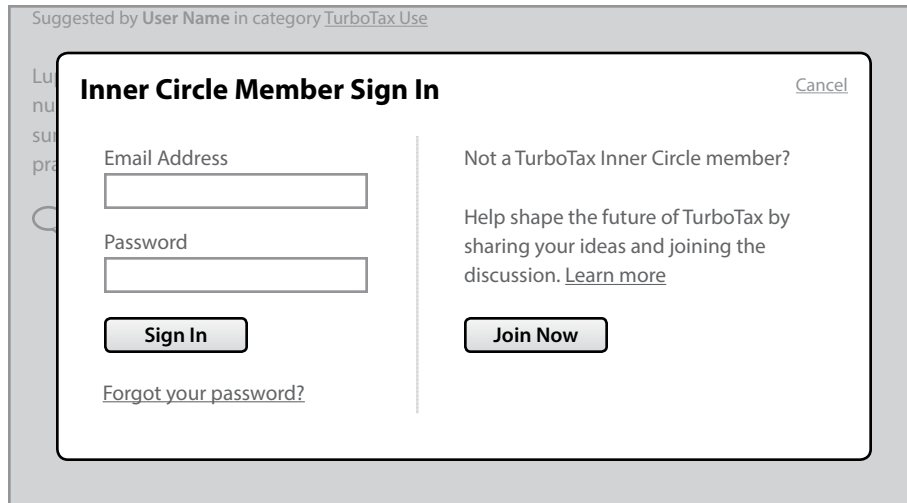 Suggested by User Name in category TurboTax Use
Inner Circle Member Sign In
Cancel
Email Address
Password
Sign In
Forgot your password?
Not a TurboTax Inner Circle member?
Help shape the future of TurboTax by
sharing your ideas and joining the
discussion. Learn more
Join Now